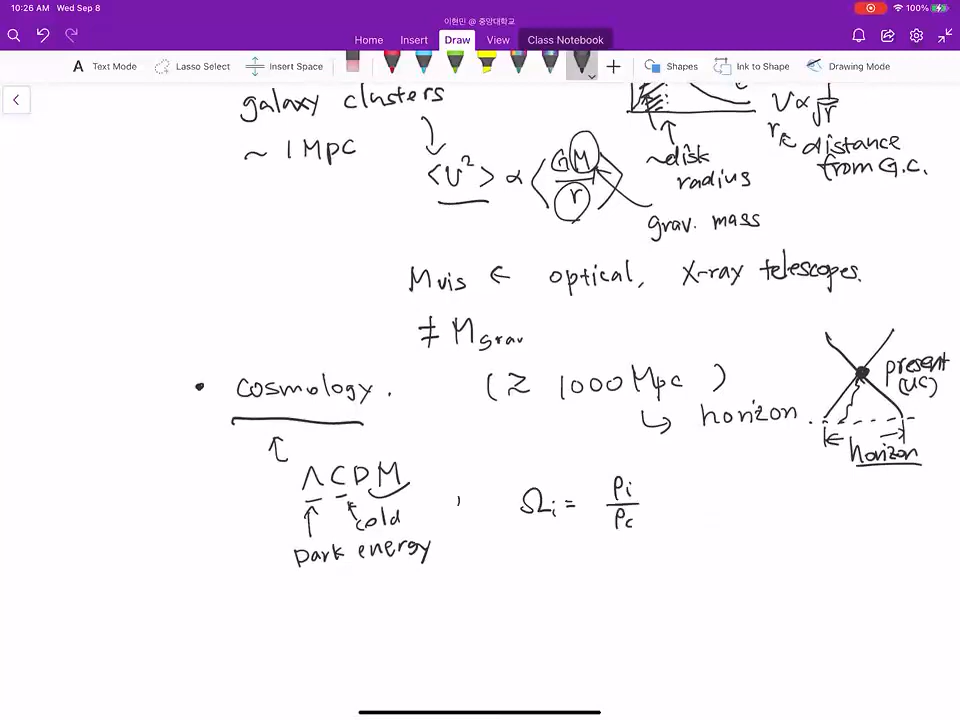 10:26 AM Wed Sep 8
100%
이현민 @ 중앙대학교
Home Insert Draw View Class Notebook
A Text Mode Lasso Select Insert Space Shapes Ink to Shape Drawing Mode
galaxy clusters
~ 1 Mpc
<v²> ∝ <GM/r>
grav. mass
~disk
radius
V ∝ 1/√r
r ← distance
from G.C.
Mvis ← optical, X-ray telescopes.
≠ Mgrav
• cosmology. (≳ 1000 Mpc)
↳ horizon
present
(US)
horizon
ΛCDM , Ωi = ρi/ρc
cold
Dark energy